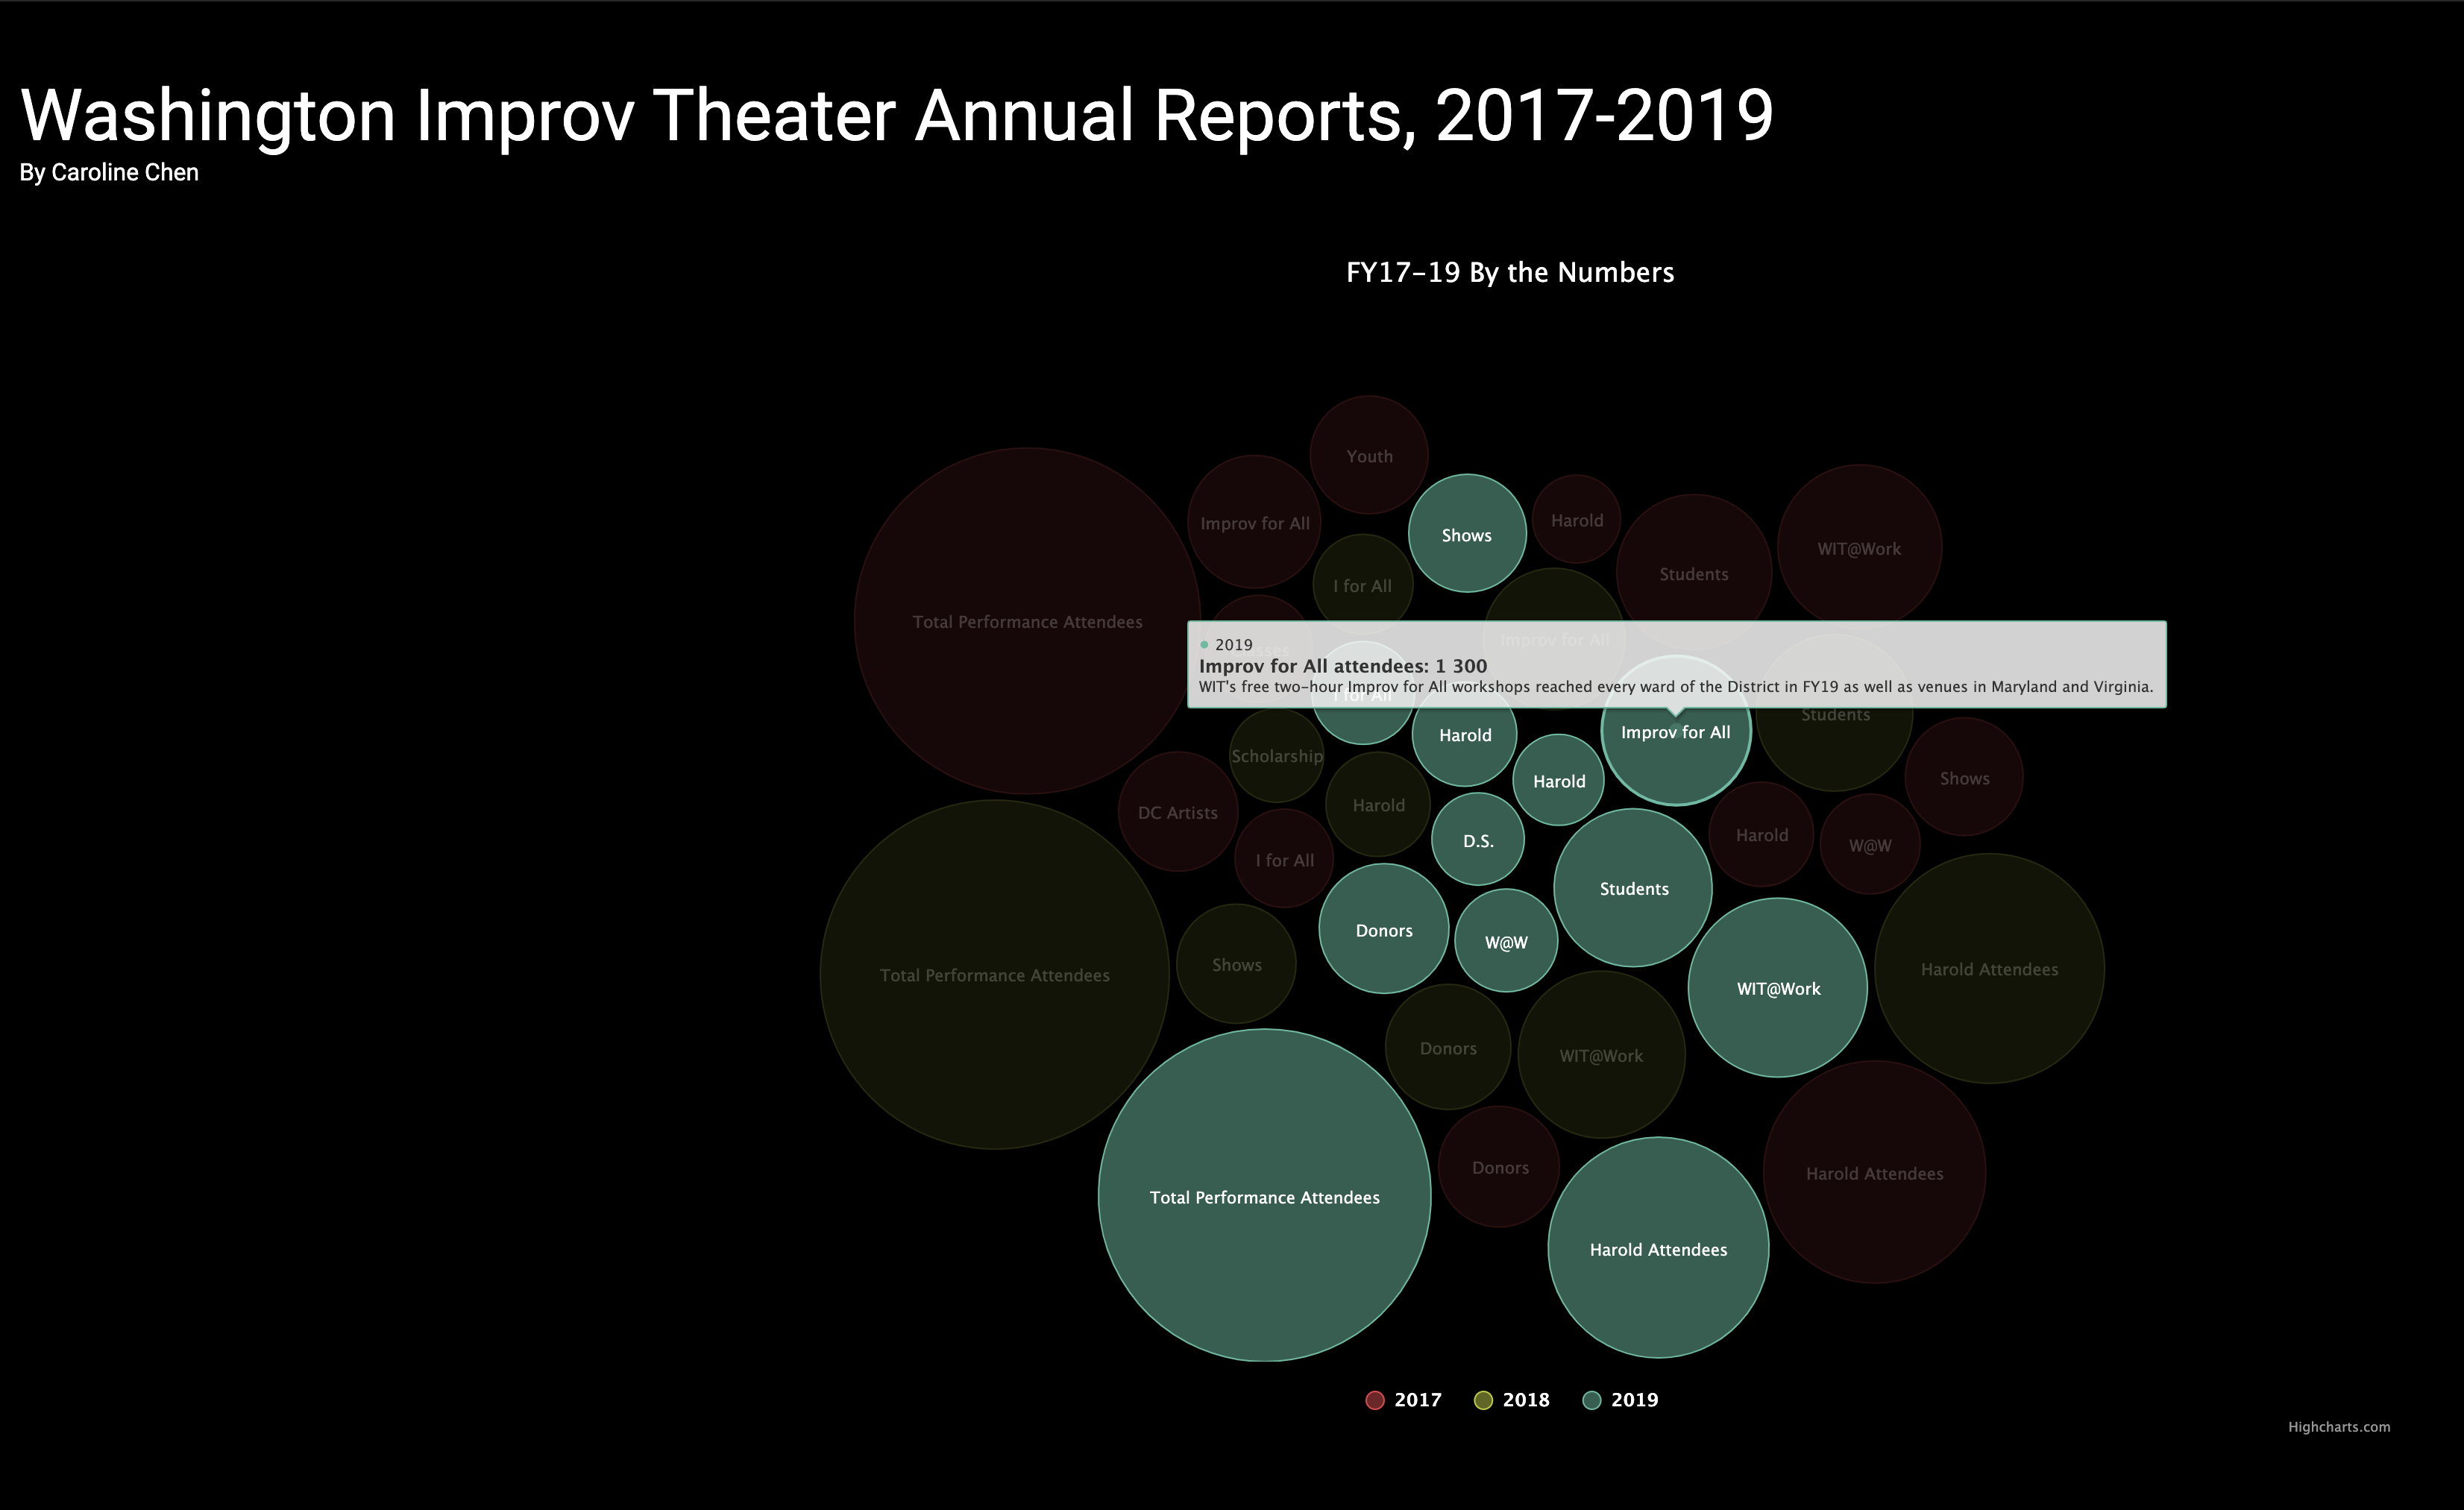 Washington Improv Theater Annual Reports, 2017-2019
By Caroline Chen
FY17-19 By the Numbers
Youth
Improv for All
Harold
Shows
WIT@Work
Students
I for All
Total Performance Attendees
Improv for All
2019
Improv for All attendees: 1 300
WIT's free two-hour Improv for All workshops reached every ward of the District in FY19 as well as venues in Maryland and Virginia.
I for All
Students
Improv for All
Harold
Scholarship
Shows
Harold
Harold
DC Artists
Harold
D.S.
W@W
I for All
Students
Donors
W@W
Shows
Harold Attendees
Total Performance Attendees
WIT@Work
Donors
WIT@Work
Donors
Harold Attendees
Total Performance Attendees
Harold Attendees
2017
2018
2019
Highcharts.com